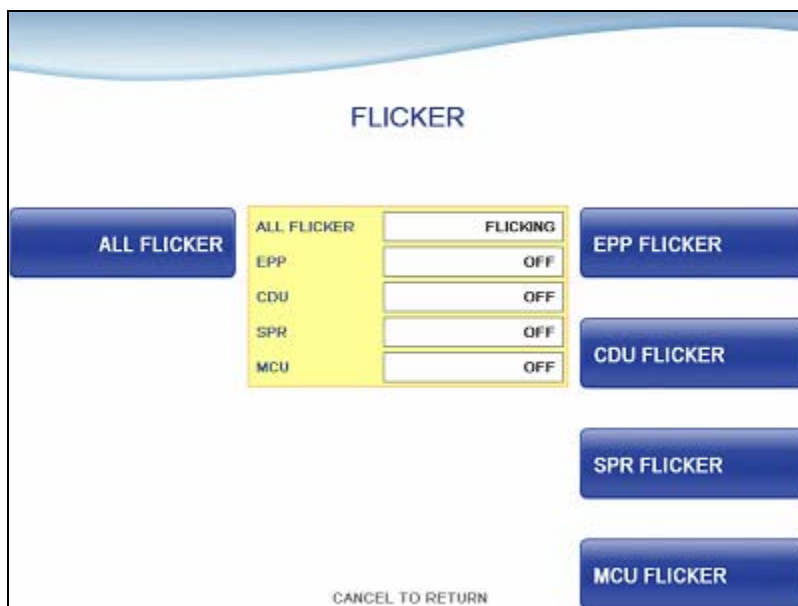 FLICKER
ALL FLICKER
ALL FLICKER FLICKING
EPP OFF
CDU OFF
SPR OFF
MCU OFF
EPP FLICKER
CDU FLICKER
SPR FLICKER
MCU FLICKER
CANCEL TO RETURN